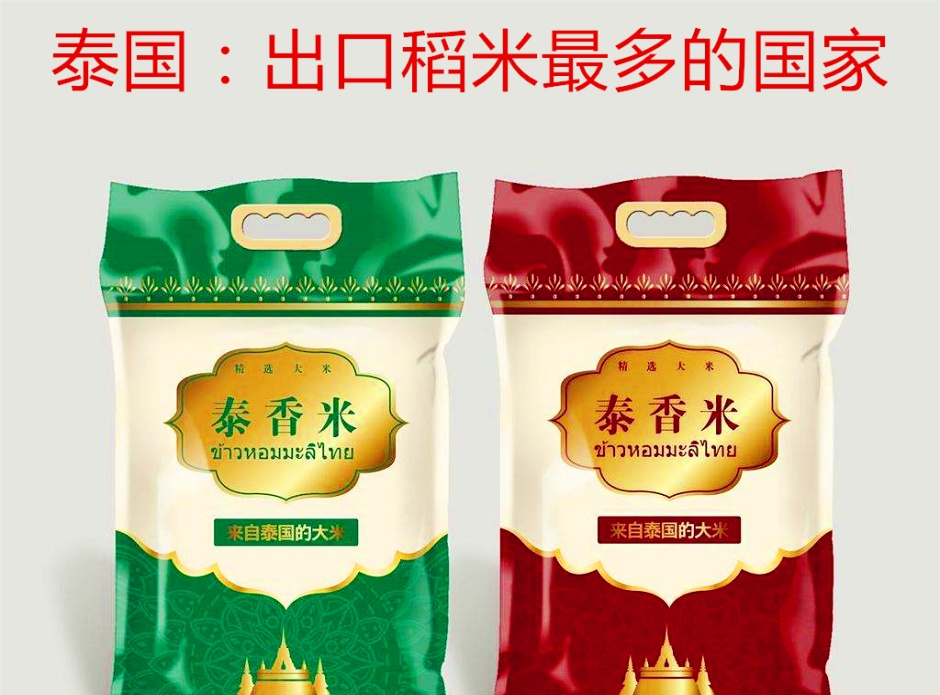 泰国：出口稻米最多的国家
精选大米
泰香米
ข้าวหอมมะลิไทย
来自泰国的大米
精选大米
泰香米
ข้าวหอมมะลิไทย
来自泰国的大米